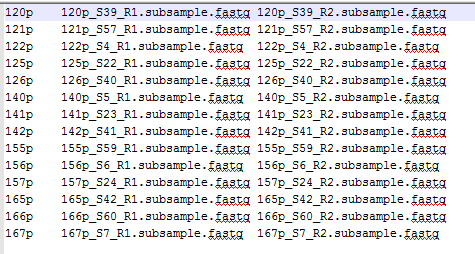 120p 120p_S39_R1.subsample.fastq 120p_S39_R2.subsample.fastq
121p 121p_S57_R1.subsample.fastq 121p_S57_R2.subsample.fastq
122p 122p_S4_R1.subsample.fastq 122p_S4_R2.subsample.fastq
125p 125p_S22_R1.subsample.fastq 125p_S22_R2.subsample.fastq
126p 126p_S40_R1.subsample.fastq 126p_S40_R2.subsample.fastq
140p 140p_S5_R1.subsample.fastq 140p_S5_R2.subsample.fastq
141p 141p_S23_R1.subsample.fastq 141p_S23_R2.subsample.fastq
142p 142p_S41_R1.subsample.fastq 142p_S41_R2.subsample.fastq
155p 155p_S59_R1.subsample.fastq 155p_S59_R2.subsample.fastq
156p 156p_S6_R1.subsample.fastq 156p_S6_R2.subsample.fastq
157p 157p_S24_R1.subsample.fastq 157p_S24_R2.subsample.fastq
165p 165p_S42_R1.subsample.fastq 165p_S42_R2.subsample.fastq
166p 166p_S60_R1.subsample.fastq 166p_S60_R2.subsample.fastq
167p 167p_S7_R1.subsample.fastq 167p_S7_R2.subsample.fastq